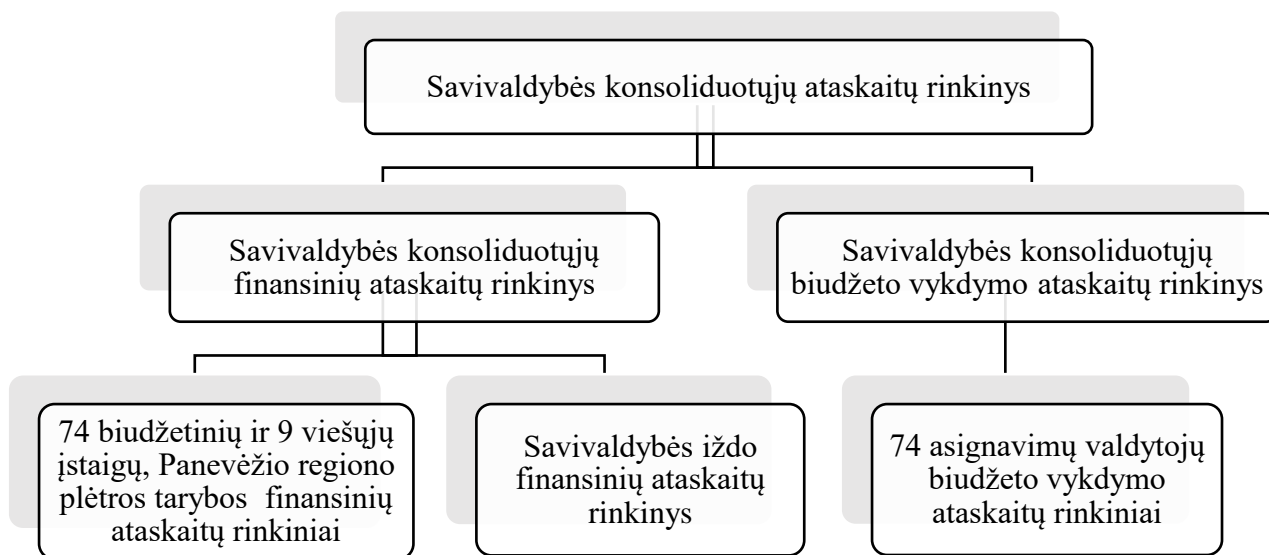 Savivaldybės konsoliduotųjų ataskaitų rinkinys
Savivaldybės konsoliduotųjų
finansinių ataskaitų rinkinys
Savivaldybės konsoliduotųjų
biudžeto vykdymo ataskaitų rinkinys
74 biudžetinių ir 9 viešųjų
įstaigų, Panevėžio regiono
plėtros tarybos finansinių
ataskaitų rinkiniai
Savivaldybės iždo
finansinių ataskaitų
rinkinys
74 asignavimų valdytojų
biudžeto vykdymo
ataskaitų rinkiniai